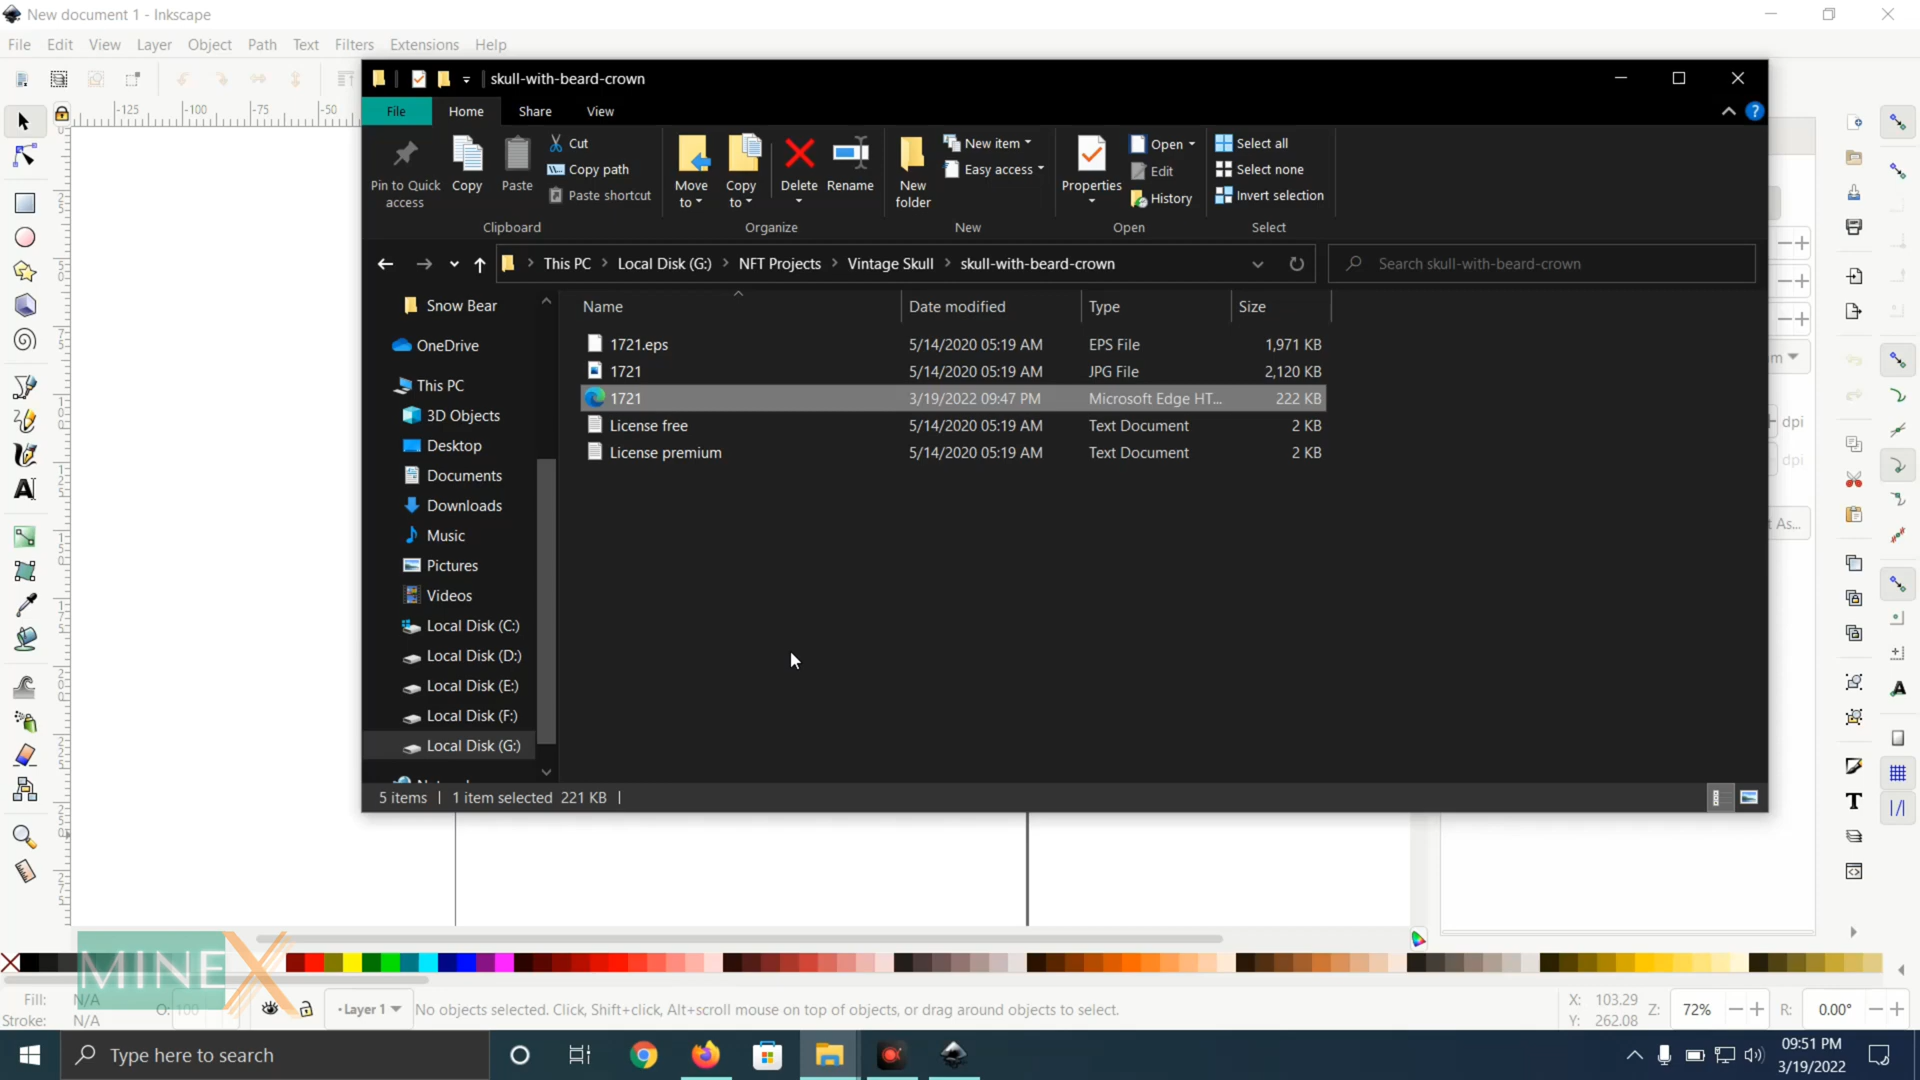 New document 1 - Inkscape
File Edit View Layer Object Path Text Filters Extensions Help
skull-with-beard-crown
File Home Share View
Pin to Quick access
Copy
Paste
Cut
Copy path
Paste shortcut
Clipboard
Move to
Copy to
Delete
Rename
Organize
New folder
New item
Easy access
New
Properties
Open
Edit
History
Open
Select all
Select none
Invert selection
Select
This PC > Local Disk (G:) > NFT Projects > Vintage Skull > skull-with-beard-crown
Search skull-with-beard-crown
Snow Bear
OneDrive
This PC
3D Objects
Desktop
Documents
Downloads
Music
Pictures
Videos
Local Disk (C:)
Local Disk (D:)
Local Disk (E:)
Local Disk (F:)
Local Disk (G:)
Name Date modified Type Size
1721.eps 5/14/2020 05:19 AM EPS File 1,971 KB
1721 5/14/2020 05:19 AM JPG File 2,120 KB
1721 3/19/2022 09:47 PM Microsoft Edge HT... 222 KB
License free 5/14/2020 05:19 AM Text Document 2 KB
License premium 5/14/2020 05:19 AM Text Document 2 KB
5 items 1 item selected 221 KB
-125 -100 -75 -50
dpi
dpi
t As...
MINEX
Fill: N/A
Stroke: N/A
O: 100
Layer 1
No objects selected. Click, Shift+click, Alt+scroll mouse on top of objects, or drag around objects to select.
X: 103.29
Y: 262.08
Z: 72%
R: 0.00°
Type here to search
09:51 PM
3/19/2022